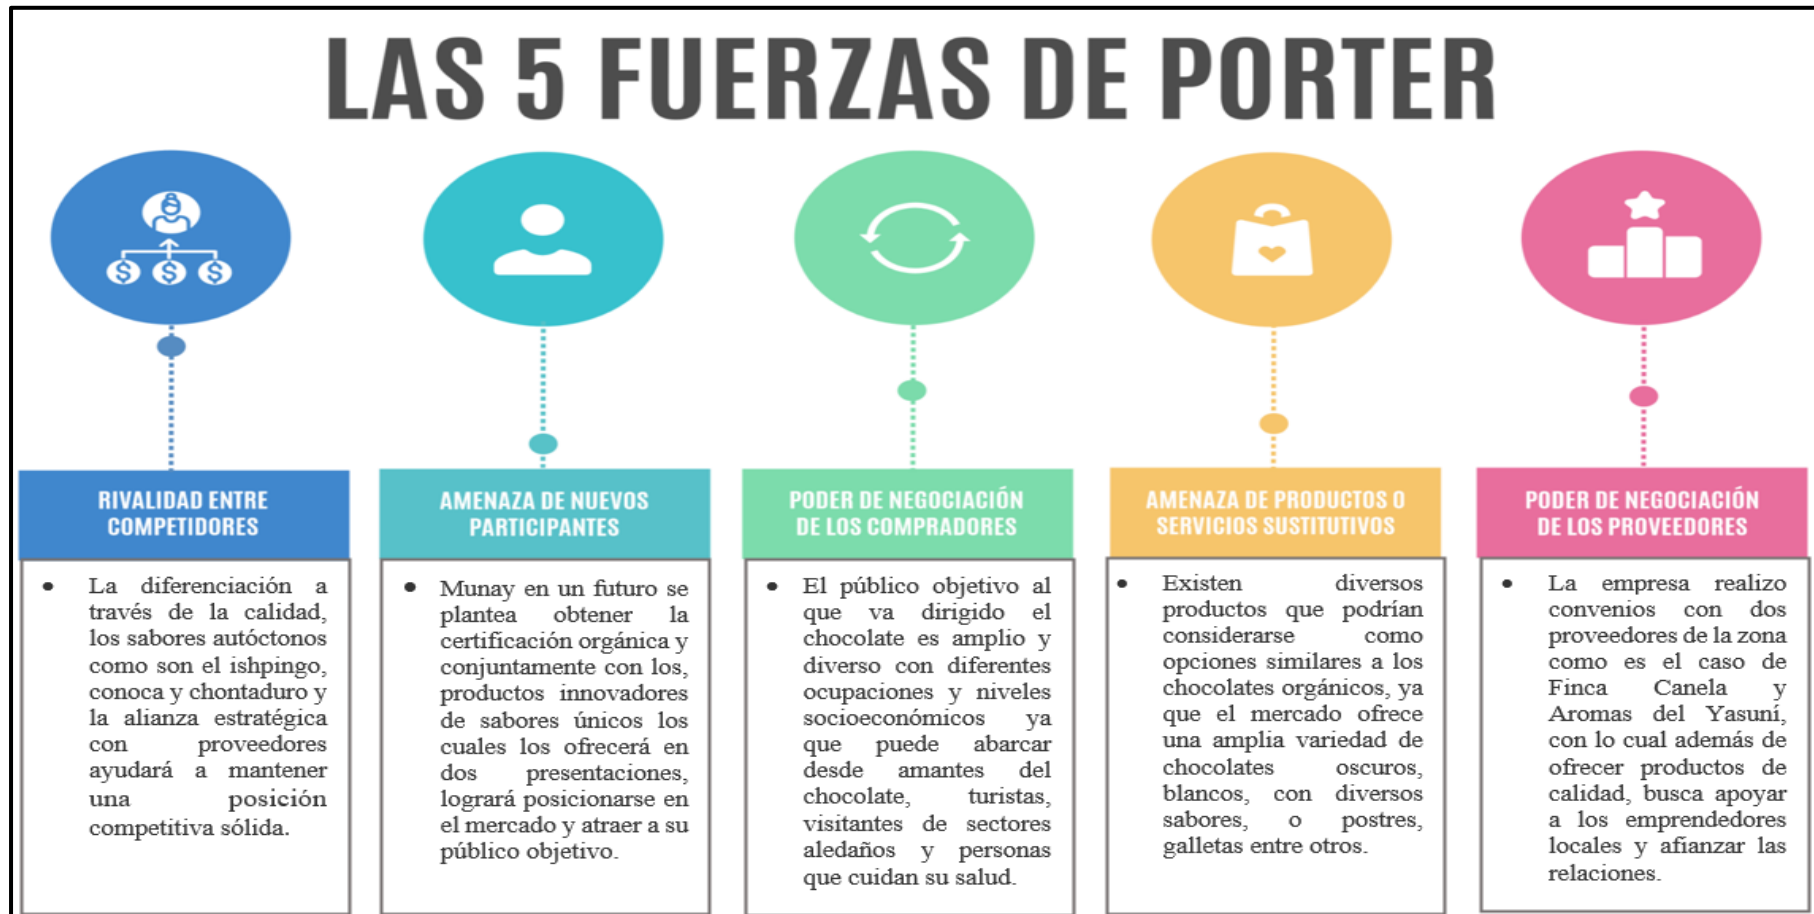 LAS 5 FUERZAS DE PORTER
RIVALIDAD ENTRE
COMPETIDORES
• La diferenciación a
través de la calidad,
los sabores autóctonos
como son el ishpingo,
conoca y chontaduro y
la alianza estratégica
con proveedores
ayudará a mantener
una posición
competitiva sólida.
AMENAZA DE NUEVOS
PARTICIPANTES
• Munay en un futuro se
plantea obtener la
certificación orgánica y
conjuntamente con los,
productos innovadores
de sabores únicos los
cuales los ofrecerá en
dos presentaciones,
logrará posicionarse en
el mercado y atraer a su
público objetivo.
PODER DE NEGOCIACIÓN
DE LOS COMPRADORES
• El público objetivo al
que va dirigido el
chocolate es amplio y
diverso con diferentes
ocupaciones y niveles
socioeconómicos ya
que puede abarcar
desde amantes del
chocolate, turistas,
visitantes de sectores
aledaños y personas
que cuidan su salud.
AMENAZA DE PRODUCTOS O
SERVICIOS SUSTITUTIVOS
• Existen diversos
productos que podrían
considerarse como
opciones similares a los
chocolates orgánicos, ya
que el mercado ofrece
una amplia variedad de
chocolates oscuros,
blancos, con diversos
sabores, o postres,
galletas entre otros.
PODER DE NEGOCIACIÓN
DE LOS PROVEEDORES
• La empresa realizo
convenios con dos
proveedores de la zona
como es el caso de
Finca Canela y
Aromas del Yasuní,
con lo cual además de
ofrecer productos de
calidad, busca apoyar
a los emprendedores
locales y afianzar las
relaciones.